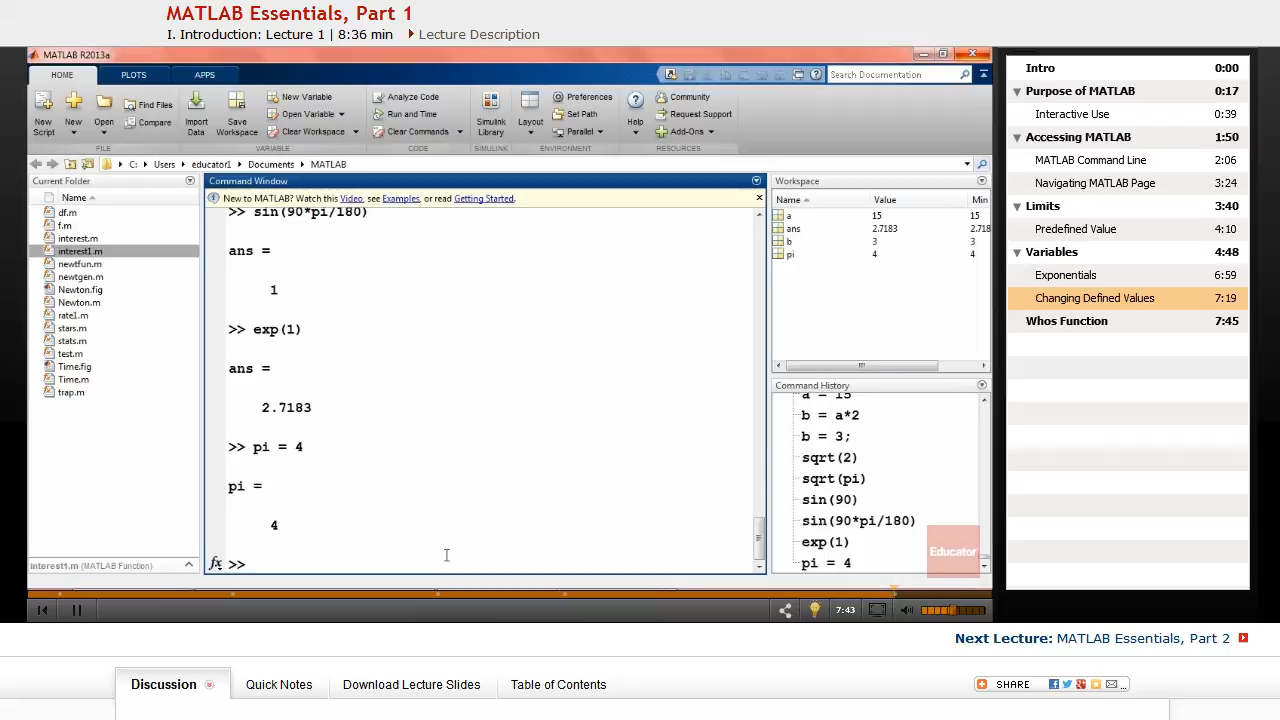 MATLAB Essentials, Part 1
I. Introduction: Lecture 1 | 8:36 min
Lecture Description
MATLAB R2013a
HOME
PLOTS
APPS
Search Documentation
New Script
New
Open
Find Files
Compare
FILE
Import Data
Save Workspace
New Variable
Open Variable
Clear Workspace
VARIABLE
Analyze Code
Run and Time
Clear Commands
CODE
Simulink Library
SIMULINK
Layout
Preferences
Set Path
Parallel
ENVIRONMENT
Help
Community
Request Support
Add-Ons
RESOURCES
C: Users educator1 Documents MATLAB
Current Folder
Name
df.m
f.m
interest.m
interest1.m
newtfun.m
newtgen.m
Newton.fig
Newton.m
rate1.m
stars.m
stats.m
test.m
Time.fig
Time.m
trap.m
interest1.m (MATLAB Function)
Command Window
New to MATLAB? Watch this Video, see Examples, or read Getting Started.
>> sin(90*pi/180)
ans =
1
>> exp(1)
ans =
2.7183
>> pi = 4
pi =
4
fx >>
Workspace
Name Value Min
a 15 15
ans 2.7183 2.718
b 3 3
pi 4 4
Command History
a = 15
b = a*2
b = 3;
sqrt(2)
sqrt(pi)
sin(90)
sin(90*pi/180)
exp(1)
pi = 4
Educator
7:43
Intro 0:00
Purpose of MATLAB 0:17
Interactive Use 0:39
Accessing MATLAB 1:50
MATLAB Command Line 2:06
Navigating MATLAB Page 3:24
Limits 3:40
Predefined Value 4:10
Variables 4:48
Exponentials 6:59
Changing Defined Values 7:19
Whos Function 7:45
Next Lecture: MATLAB Essentials, Part 2
Discussion
Quick Notes
Download Lecture Slides
Table of Contents
SHARE